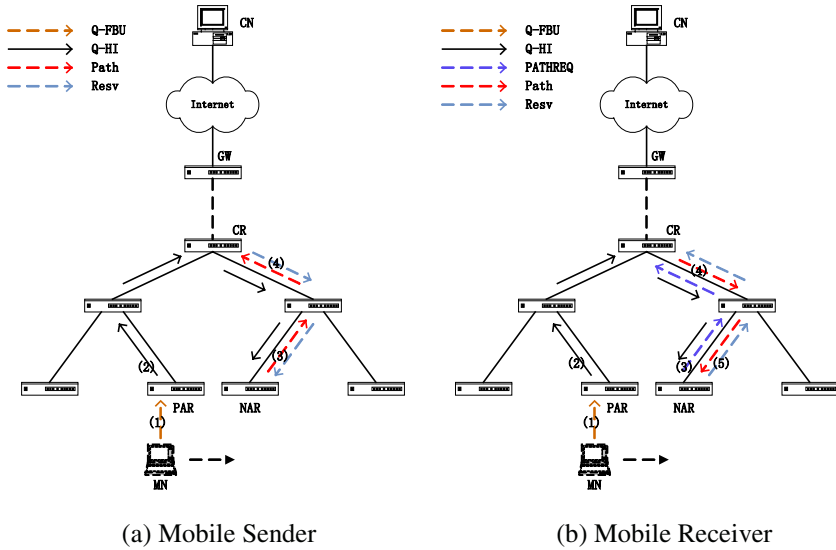 Q-FBU
Q-HI
Path
Resv
CN
Internet
GW
CR
(4)
(2)
(3)
PAR
NAR
(1)
MN
(a) Mobile Sender
Q-FBU
Q-HI
PATHREQ
Path
Resv
CN
Internet
GW
CR
(4)
(2)
(3)
(5)
PAR
NAR
(1)
MN
(b) Mobile Receiver